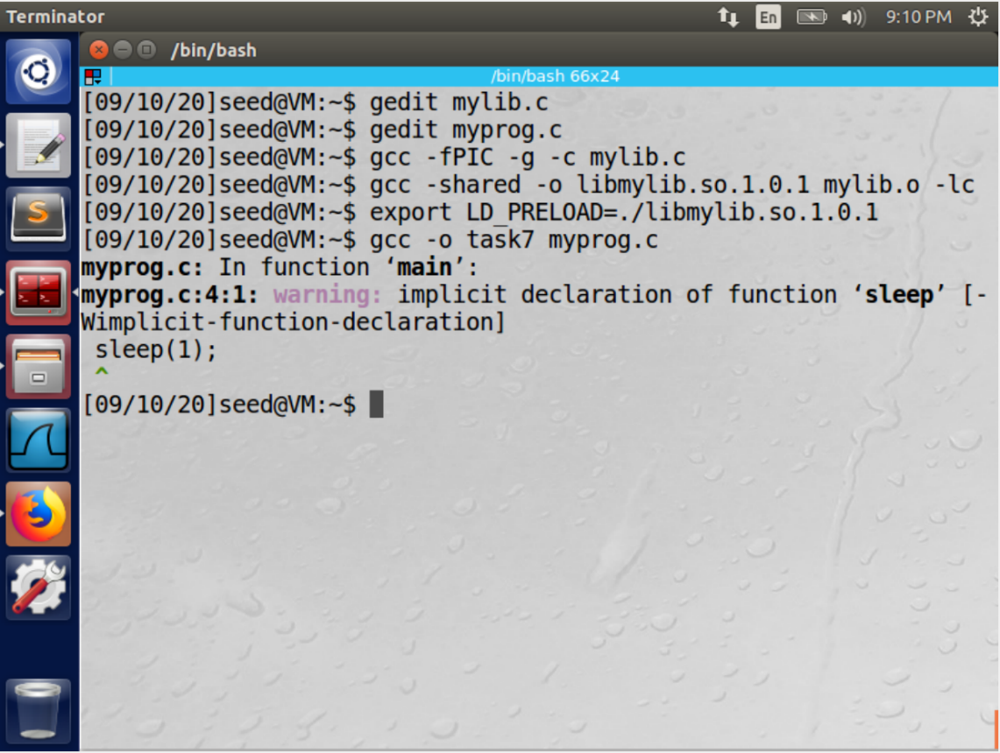 Terminator
En
9:10 PM
/bin/bash
/bin/bash 66x24
[09/10/20]seed@VM:~$ gedit mylib.c
[09/10/20]seed@VM:~$ gedit myprog.c
[09/10/20]seed@VM:~$ gcc -fPIC -g -c mylib.c
[09/10/20]seed@VM:~$ gcc -shared -o libmylib.so.1.0.1 mylib.o -lc
[09/10/20]seed@VM:~$ export LD_PRELOAD=./libmylib.so.1.0.1
[09/10/20]seed@VM:~$ gcc -o task7 myprog.c
myprog.c: In function ‘main’:
myprog.c:4:1: warning: implicit declaration of function ‘sleep’ [-
Wimplicit-function-declaration]
 sleep(1);
 ^
[09/10/20]seed@VM:~$